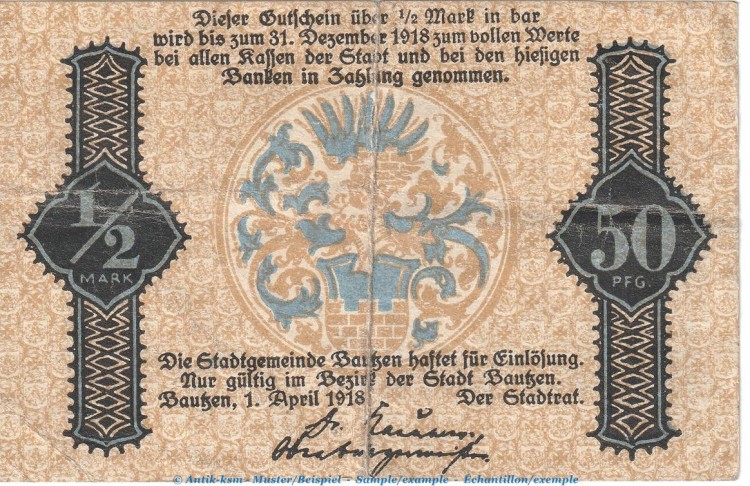 Dieser Gutschein über 1/2 Mark in bar
wird bis zum 31. Dezember 1918 zum vollen Werte
bei allen Kassen der Stadt und bei den hiesigen
Banken in Zahlung genommen.
1/2
MARK
50
PFG.
Die Stadtgemeinde Bautzen haftet für Einlösung.
Nur gültig im Bezirk der Stadt Bautzen.
Bautzen, 1. April 1918
Der Stadtrat.
Oberbürgermeister
© Antik-ksm - Muster/Beispiel - Sample/exemple - Échantillon/exemple